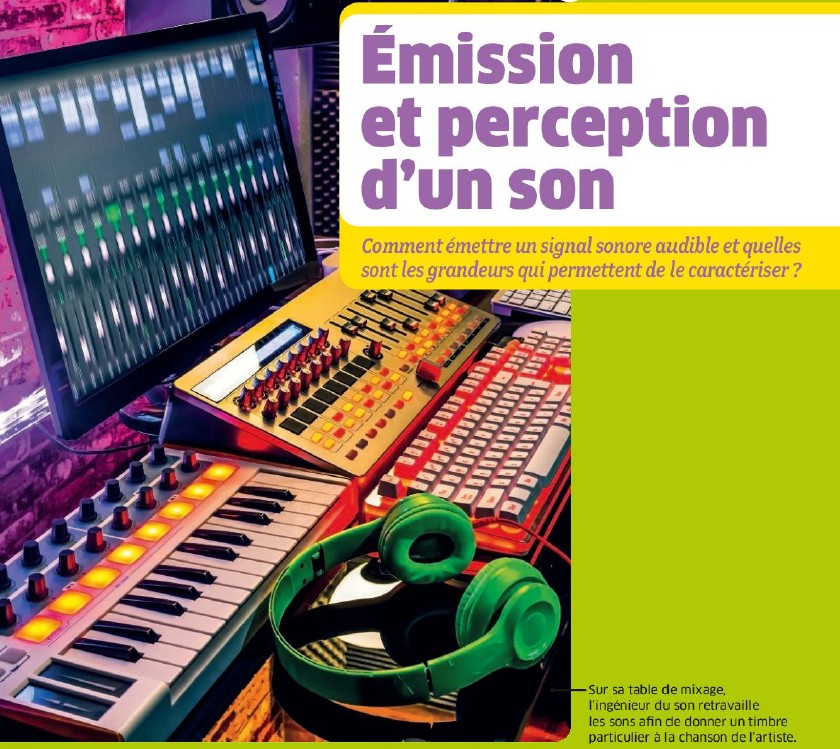 Émission
et perception
d'un son
Comment émettre un signal sonore audible et quelles
sont les grandeurs qui permettent de le caractériser ?
Sur sa table de mixage,
l'ingénieur du son retravaille
les sons afin de donner un timbre
particulier à la chanson de l'artiste.